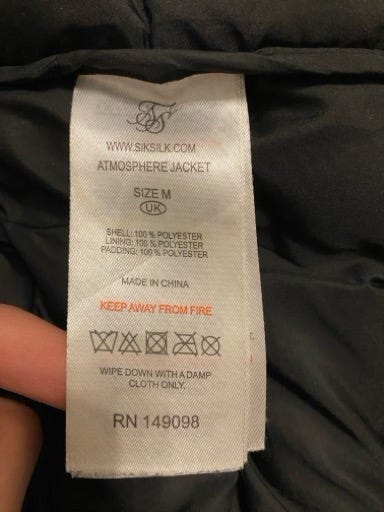 WWW.SIKSILK.COM
ATMOSPHERE JACKET
SIZE M
UK
SHELL: 100 % POLYESTER
LINING: 100 % POLYESTER
PADDING: 100 % POLYESTER
MADE IN CHINA
KEEP AWAY FROM FIRE
WIPE DOWN WITH A DAMP
CLOTH ONLY.
RN 149098